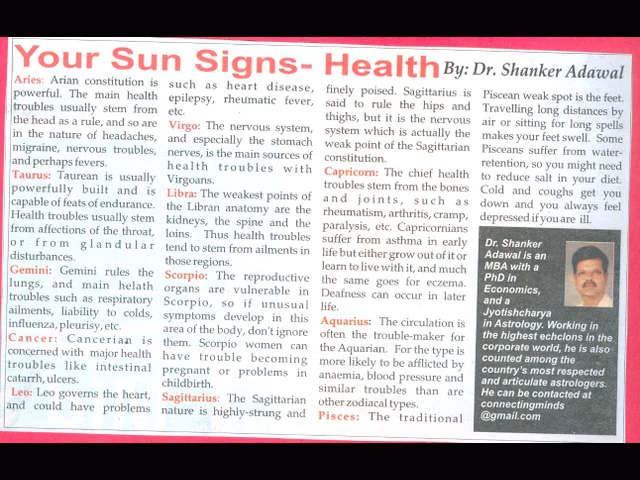 Your Sun Signs- Health By: Dr. Shanker Adawal
Aries: Arian constitution is
powerful. The main health
troubles usually stem from
the head as a rule, and so are
in the nature of headaches,
migraine, nervous troubles,
and perhaps fevers.
Taurus: Taurean is usually
powerfully built and is
capable of feats of endurance.
Health troubles usually stem
from affections of the throat,
or from glandular
disturbances.
Gemini: Gemini rules the
lungs, and main helath
troubles such as respiratory
ailments, liability to colds,
influenza, pleurisy, etc.
Cancer: Cancerian is
concerned with major health
troubles like intestinal
catarrh, ulcers.
Leo: Leo governs the heart,
and could have problems
such as heart disease,
epilepsy, rheumatic fever,
etc.
Virgo: The nervous system,
and especially the stomach
nerves, is the main sources of
health troubles with
Virgoans.
Libra: The weakest points of
the Libran anatomy are the
kidneys, the spine and the
loins. Thus health troubles
tend to stem from ailments in
those regions.
Scorpio: The reproductive
organs are vulnerable in
Scorpio, so if unusual
symptoms develop in this
area of the body, don't ignore
them. Scorpio women can
have trouble becoming
pregnant or problems in
childbirth.
Sagittarius: The Sagittarian
nature is highly-strung and
finely poised. Sagittarius is
said to rule the hips and
thighs, but it is the nervous
system which is actually the
weak point of the Sagittarian
constitution.
Capricorn: The chief health
troubles stem from the bones
and joints, such as
rheumatism, arthritis, cramp,
paralysis, etc. Capricornians
suffer from asthma in early
life but either grow out of it or
learn to live with it, and much
the same goes for eczema.
Deafness can occur in later
life.
Aquarius: The circulation is
often the trouble-maker for
the Aquarian. For the type is
more likely to be afflicted by
anaemia, blood pressure and
similar troubles than are
other zodiacal types.
Pisces: The traditional
Piscean weak spot is the feet.
Travelling long distances by
air or sitting for long spells
makes your feet swell. Some
Pisceans suffer from water-
retention, so you might need
to reduce salt in your diet.
Cold and coughs get you
down and you always feel
depressed if you are ill.
Dr. Shanker
Adawal is an
MBA with a
PhD in
Economics,
and a
Jyotishcharya
in Astrology. Working in
the highest echclons in the
corporate world, he is also
counted among the
country's most respected
and articulate astrologers.
He can be contacted at
connectingminds
@gmail.com